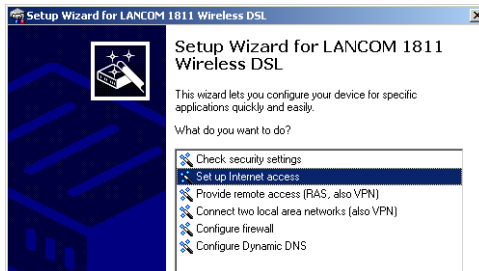 Setup Wizard for LANCOM 1811 Wireless DSL
Setup Wizard for LANCOM 1811
Wireless DSL
This wizard lets you configure your device for specific
applications quickly and easily.
What do you want to do?
Check security settings
Set up Internet access
Provide remote access (RAS, also VPN)
Connect two local area networks (also VPN)
Configure firewall
Configure Dynamic DNS